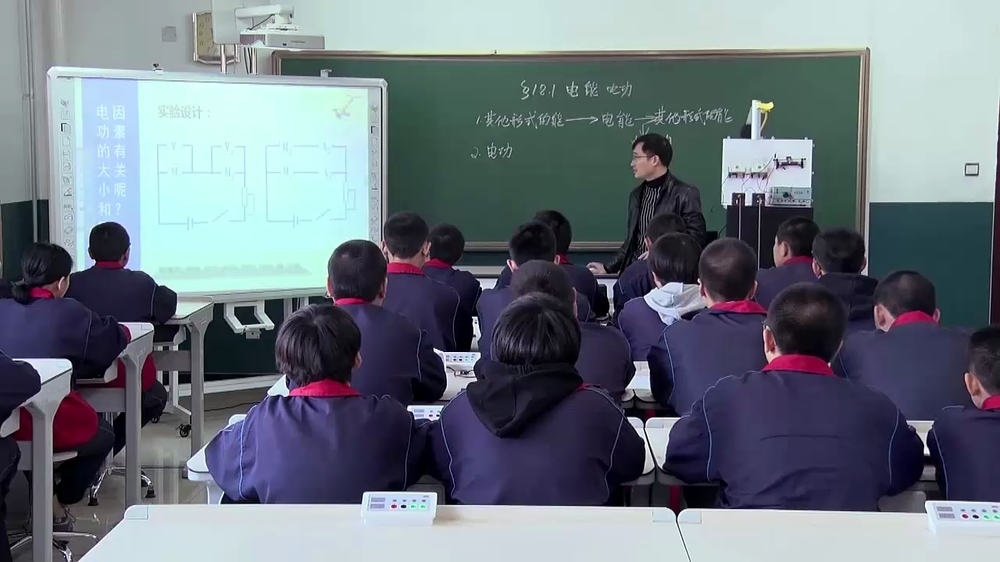 电功的大小和
因素有关呢？
实验设计：
§18.1 电能 电功
1.其他形式的能→电能→其他形式的能
2.电功